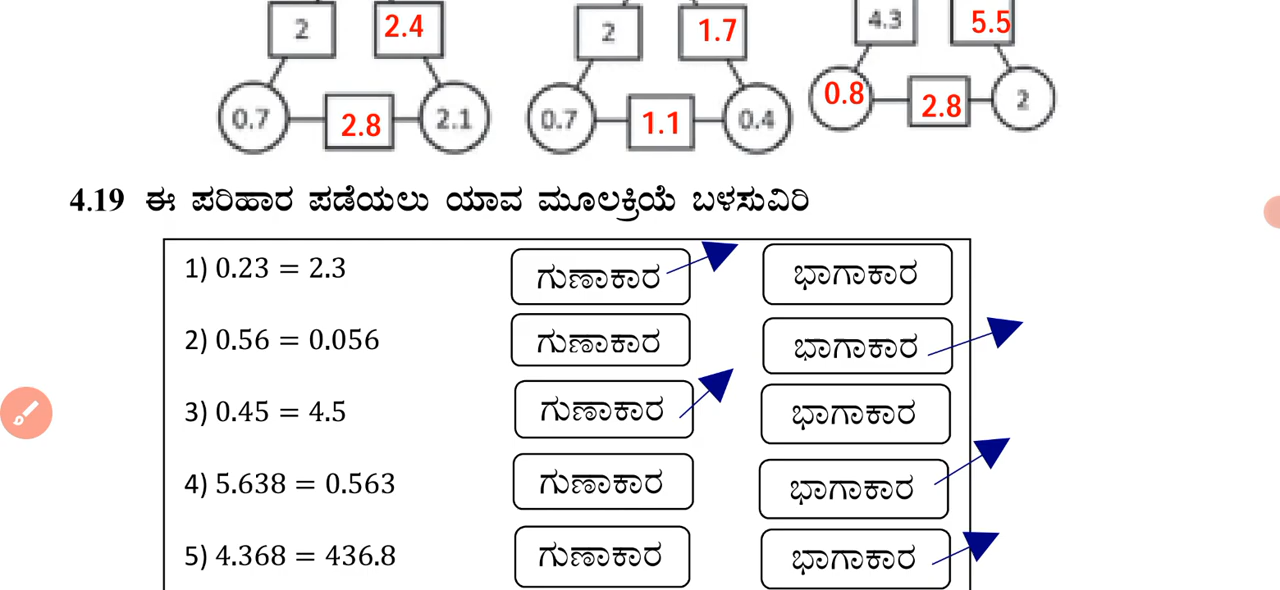 2 2.4 2 1.7 4.3 5.5
0.7 2.8 2.1 0.7 1.1 0.4 0.8 2.8 2
4.19 ಈ ಪರಿಹಾರ ಪಡೆಯಲು ಯಾವ ಮೂಲಕ್ರಿಯೆ ಬಳಸುವಿರಿ
1) 0.23 = 2.3 ಗುಣಾಕಾರ ಭಾಗಾಕಾರ
2) 0.56 = 0.056 ಗುಣಾಕಾರ ಭಾಗಾಕಾರ
3) 0.45 = 4.5 ಗುಣಾಕಾರ ಭಾಗಾಕಾರ
4) 5.638 = 0.563 ಗುಣಾಕಾರ ಭಾಗಾಕಾರ
5) 4.368 = 436.8 ಗುಣಾಕಾರ ಭಾಗಾಕಾರ